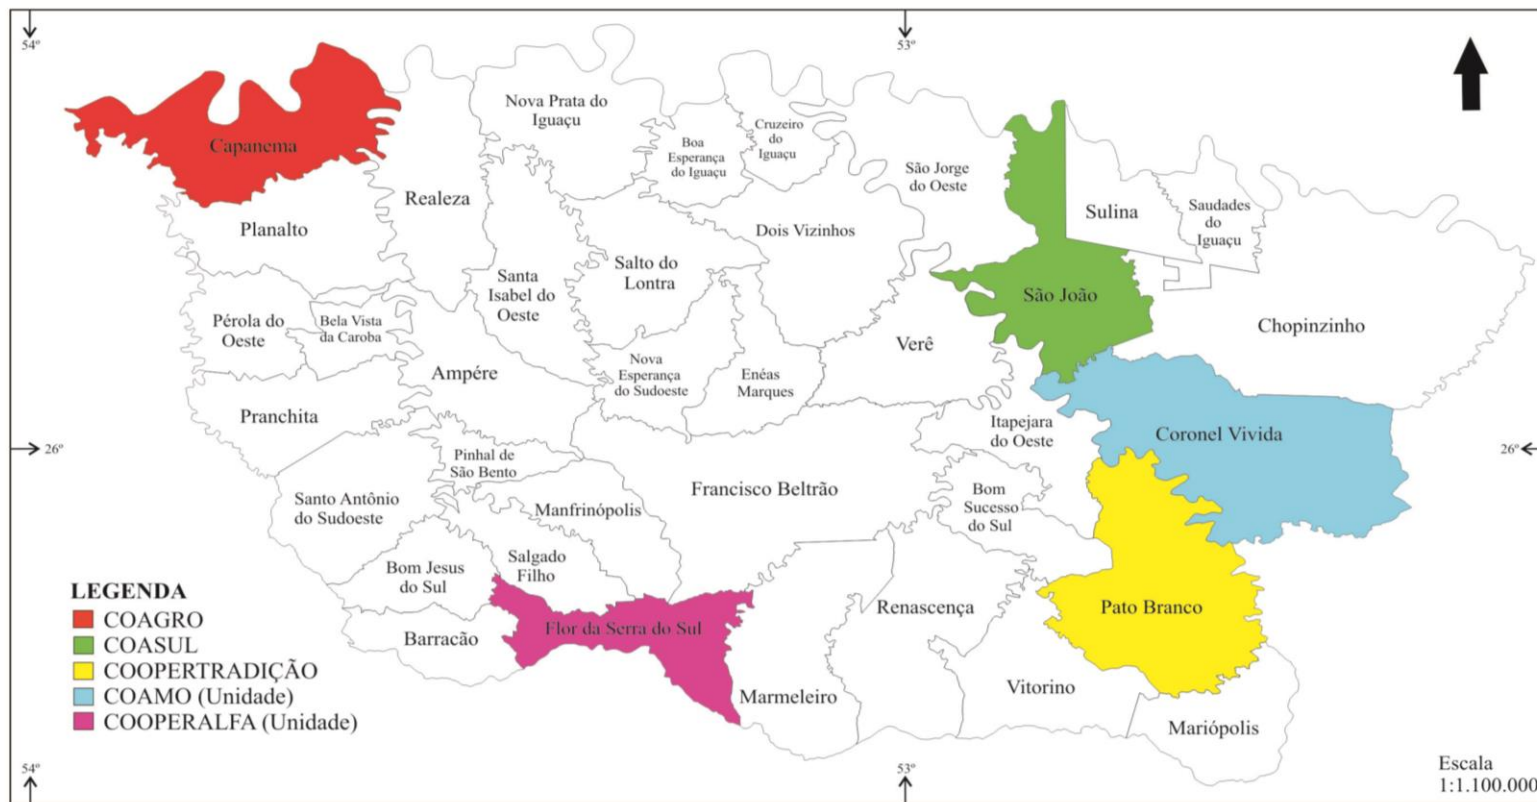 54º
53º
Nova Prata do
Iguaçu
Cruzeiro
do
Iguaçu
Boa
Esperança
do Iguaçu
Capanema
São Jorge
do Oeste
Realeza
Sulina
Saudades
do
Iguaçu
Planalto
Dois Vizinhos
Salto do
Lontra
Santa
Isabel do
Oeste
São João
Pérola do
Oeste
Bela Vista
da Caroba
Chopinzinho
Verê
Ampére
Nova
Esperança
do Sudoeste
Enéas
Marques
Pranchita
Itapejara
do Oeste
Coronel Vivida
26º
26º
Pinhal de
São Bento
Francisco Beltrão
Bom
Sucesso
do Sul
Santo Antônio
do Sudoeste
Manfrinópolis
Salgado
Filho
Bom Jesus
do Sul
Renascença
Pato Branco
Flor da Serra do Sul
Barracão
Marmeleiro
Vitorino
Mariópolis
LEGENDA
COAGRO
COASUL
COOPERTRADIÇÃO
COAMO (Unidade)
COOPERALFA (Unidade)
54º
53º
Escala
1:1.100.000